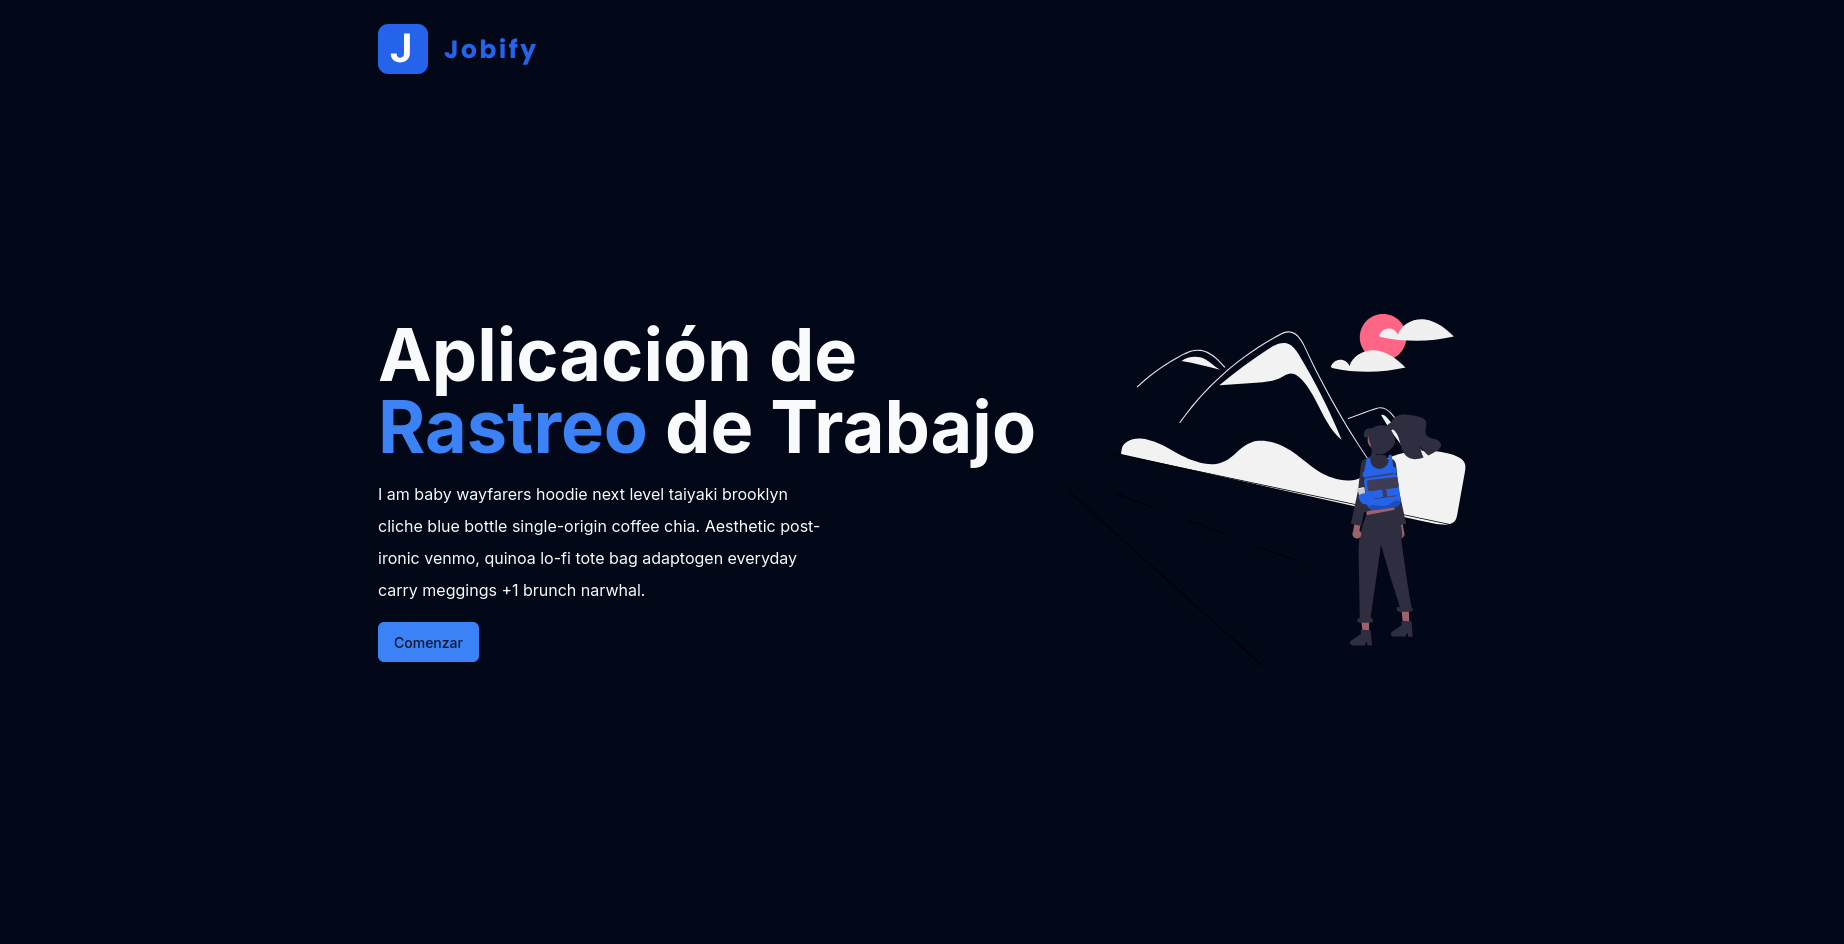 J Jobify
Aplicación de
Rastreo de Trabajo
I am baby wayfarers hoodie next level taiyaki brooklyn
cliche blue bottle single-origin coffee chia. Aesthetic post-
ironic venmo, quinoa lo-fi tote bag adaptogen everyday
carry meggings +1 brunch narwhal.
Comenzar